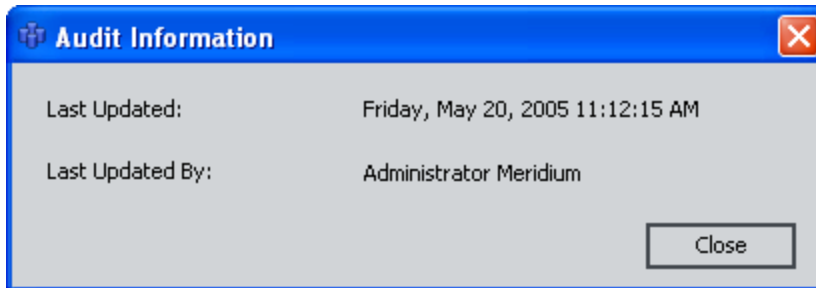 Audit Information
Last Updated: Friday, May 20, 2005 11:12:15 AM
Last Updated By: Administrator Meridium
Close